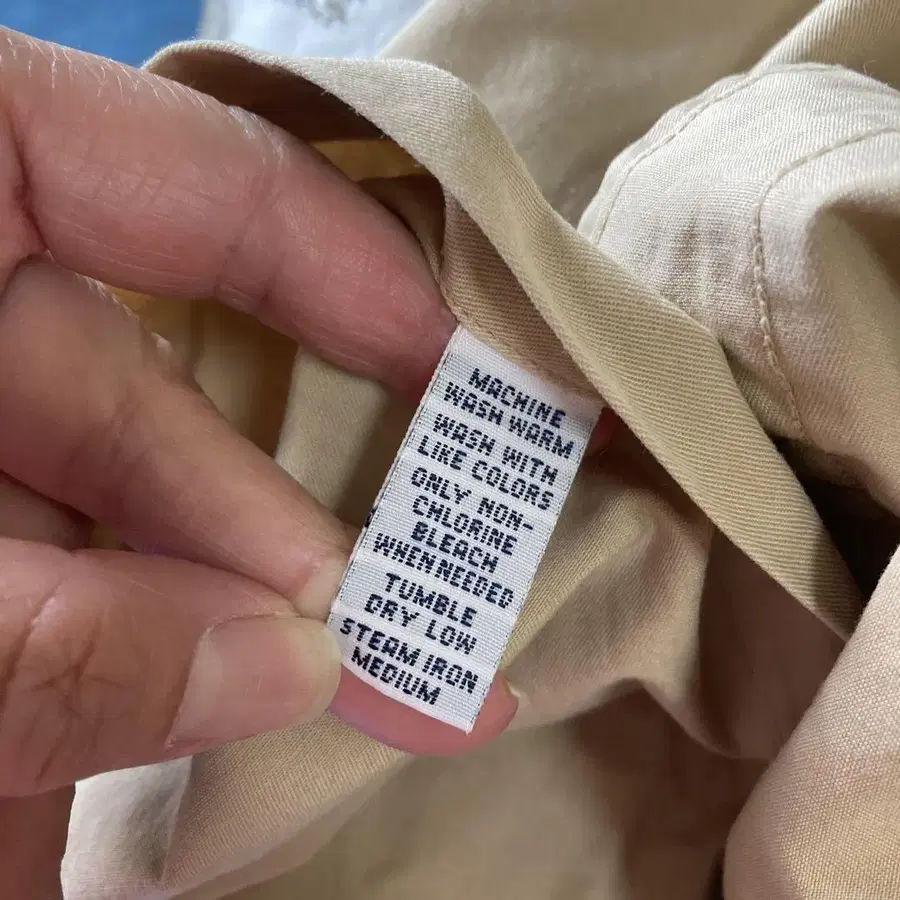 MACHINE
WASH WARM
WASH WITH
LIKE COLORS
ONLY NON-
CHLORINE
BLEACH
WHEN NEEDED
TUMBLE
DRY LOW
STEAM IRON
MEDIUM